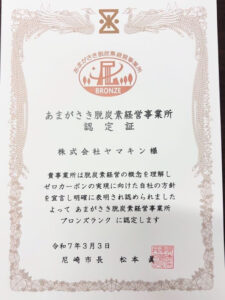 あまがさき脱炭素経営事業所
BRONZE
あまがさき脱炭素経営事業所
認定証
株式会社ヤマキン様
貴事業所は脱炭素経営の概念を理解し
ゼロカーボンの実現に向けた自社の方針
を宣言し明確に表明され認められました
よって あまがさき脱炭素経営事業所
ブロンズランク に認定します
令和7年3月3日
尼崎市長 松本 眞